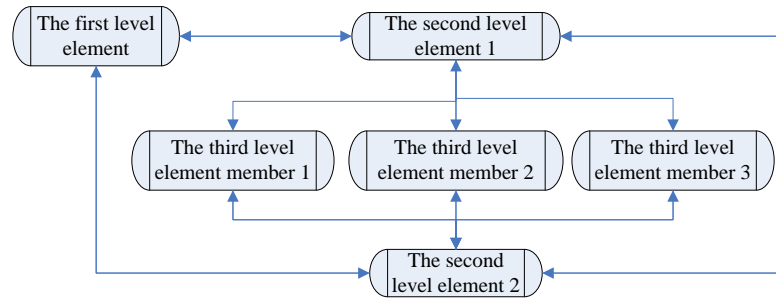 The first level
element
The second level
element 1
The third level
element member 1
The third level
element member 2
The third level
element member 3
The second
level element 2